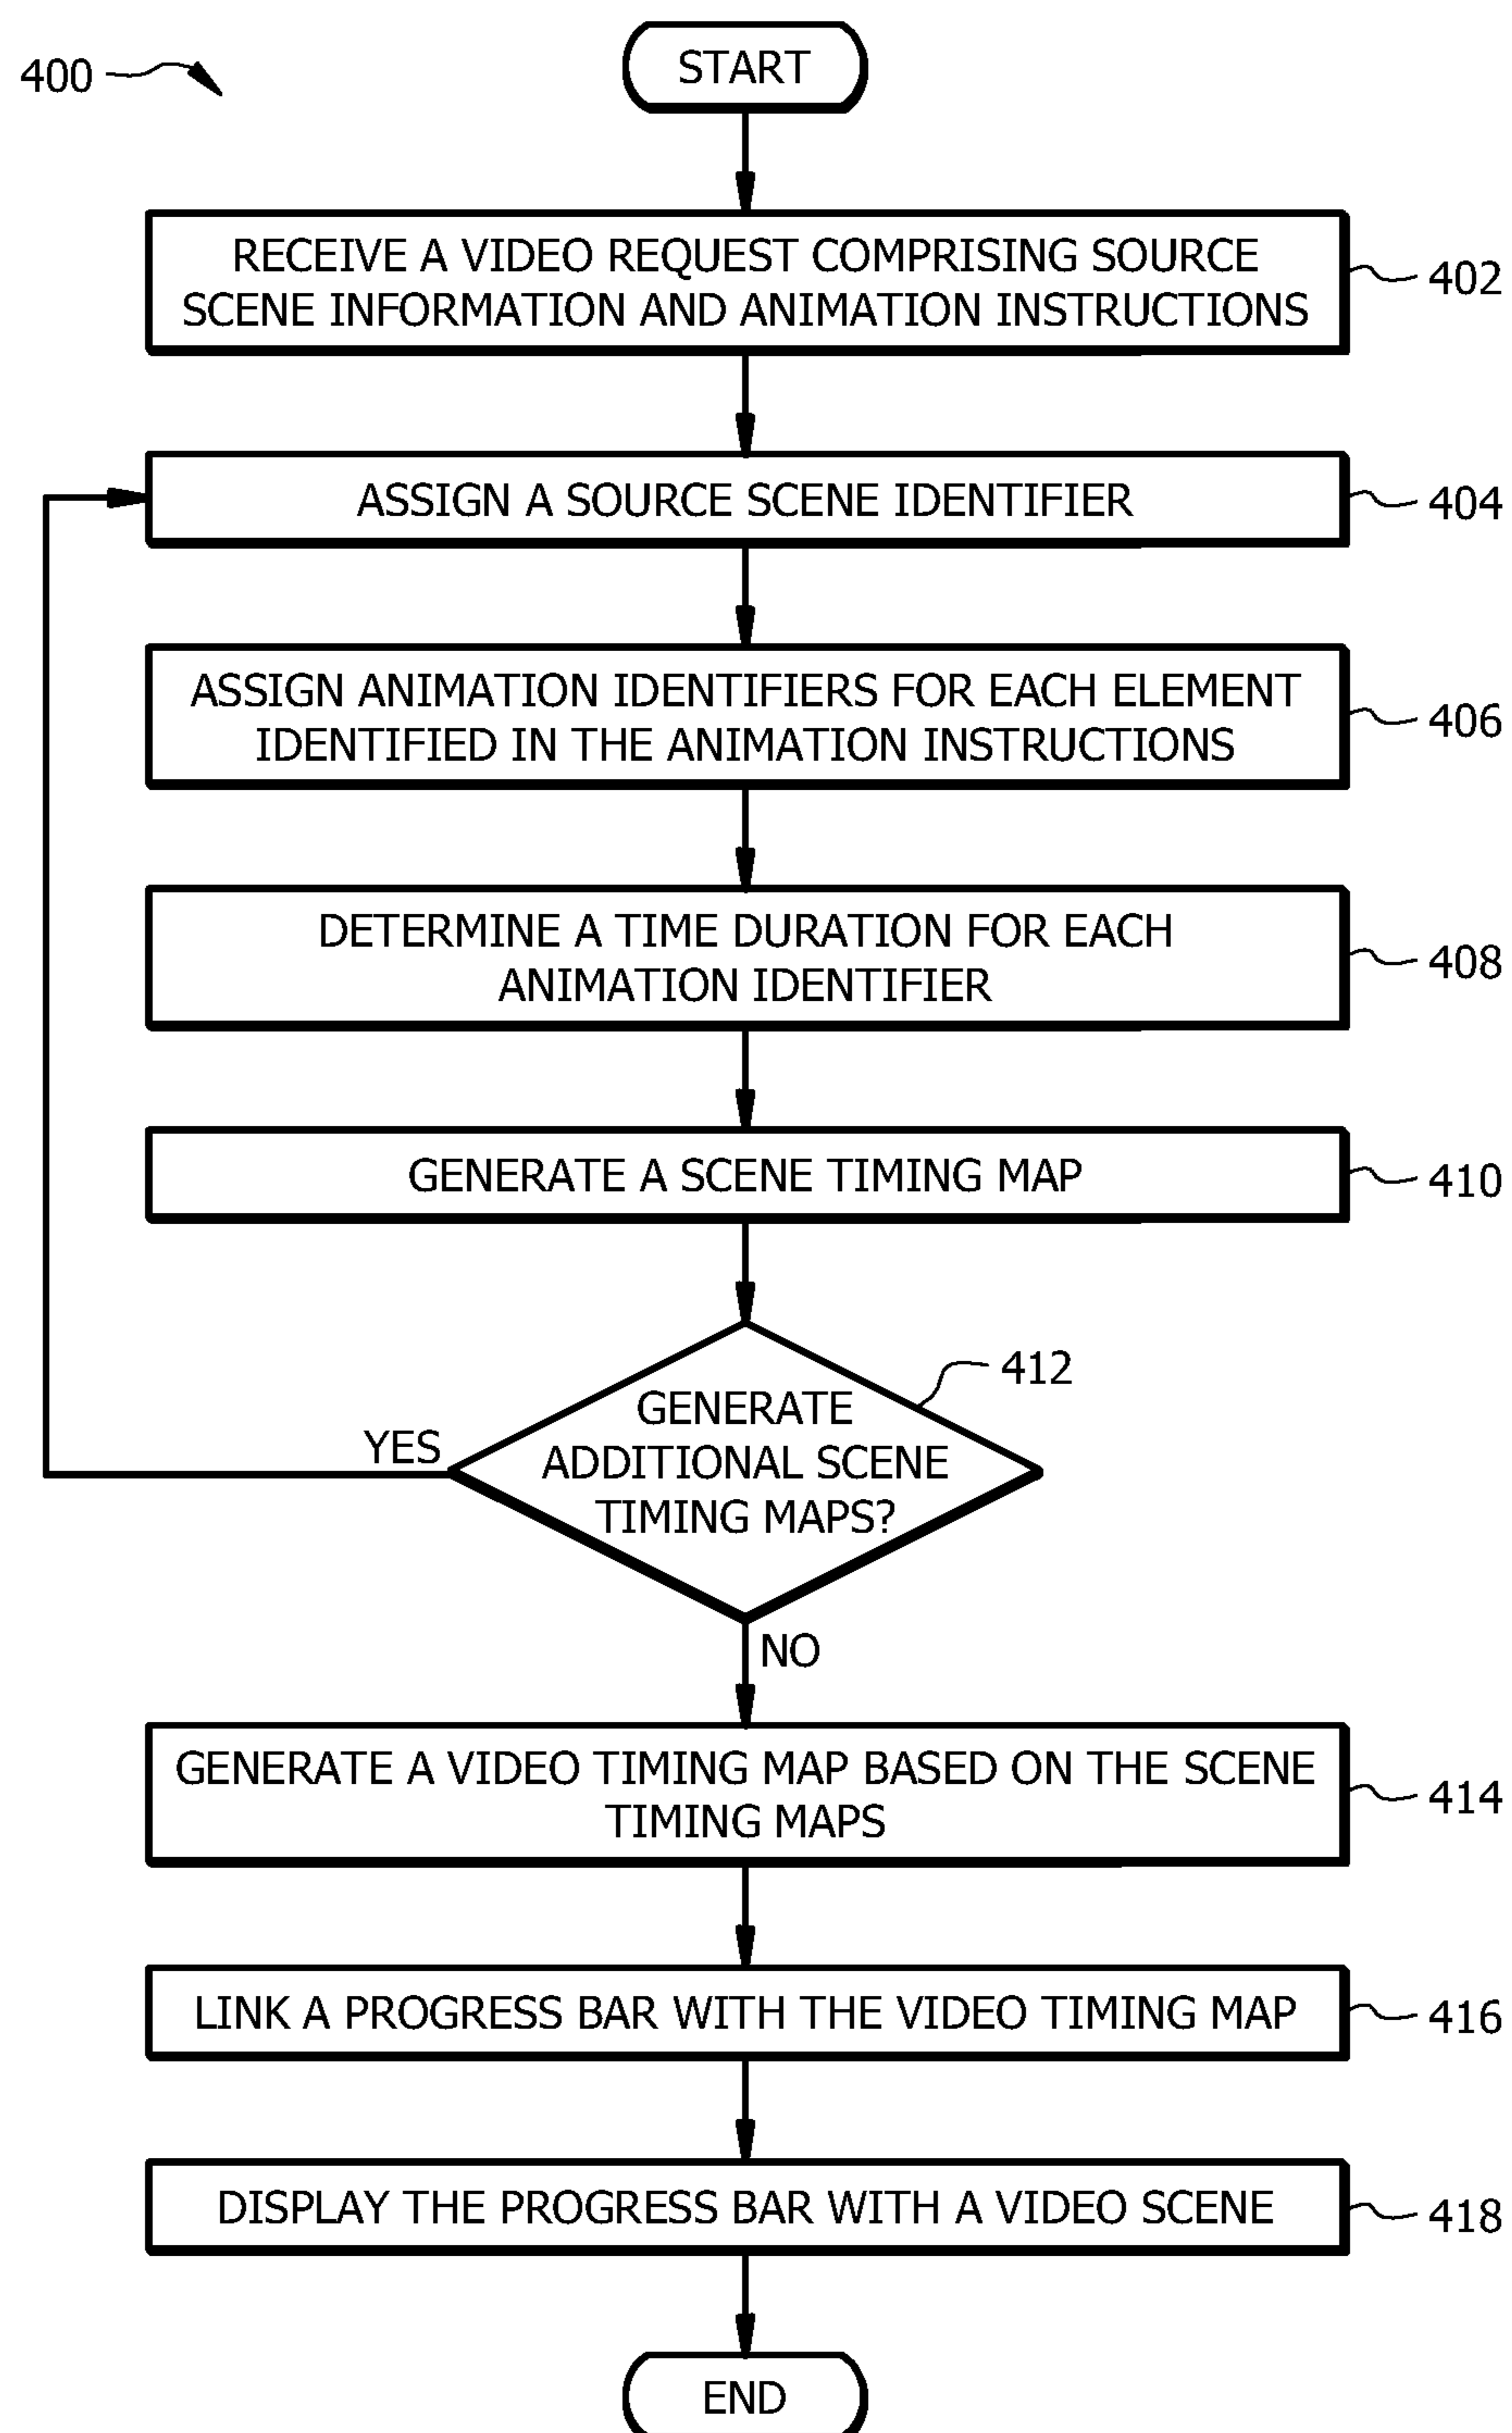 400
START
RECEIVE A VIDEO REQUEST COMPRISING SOURCE
SCENE INFORMATION AND ANIMATION INSTRUCTIONS
402
ASSIGN A SOURCE SCENE IDENTIFIER
404
ASSIGN ANIMATION IDENTIFIERS FOR EACH ELEMENT
IDENTIFIED IN THE ANIMATION INSTRUCTIONS
406
DETERMINE A TIME DURATION FOR EACH
ANIMATION IDENTIFIER
408
GENERATE A SCENE TIMING MAP
410
412
GENERATE
ADDITIONAL SCENE
TIMING MAPS?
YES
NO
GENERATE A VIDEO TIMING MAP BASED ON THE SCENE
TIMING MAPS
414
LINK A PROGRESS BAR WITH THE VIDEO TIMING MAP
416
DISPLAY THE PROGRESS BAR WITH A VIDEO SCENE
418
END